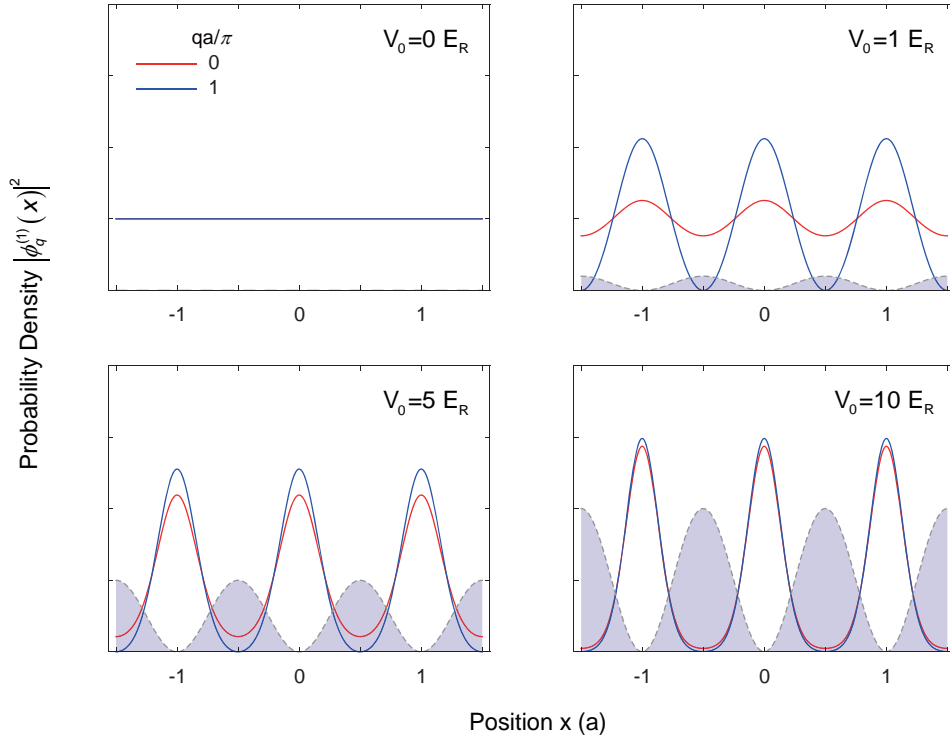 qa/π
0
1
V₀=0 E_R
V₀=1 E_R
-1 0 1
-1 0 1
V₀=5 E_R
V₀=10 E_R
-1 0 1
-1 0 1
Probability Density |ϕ_q^(1)(x)|²
Position x (a)